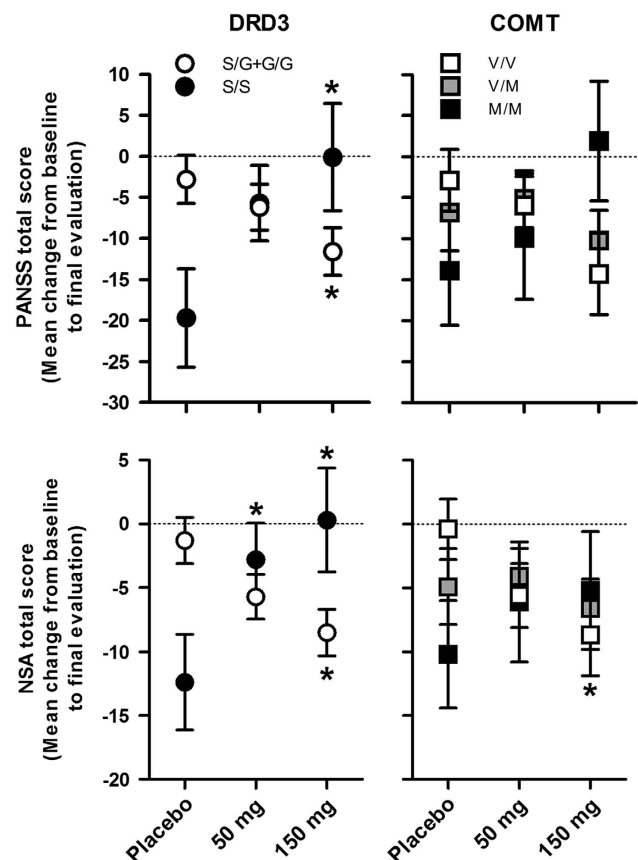 DRD3
COMT
S/G+G/G
S/S
V/V
V/M
M/M
PANSS total score
(Mean change from baseline
to final evaluation)
10
5
0
-5
-10
-15
-20
-25
-30
*
*
NSA total score
(Mean change from baseline
to final evaluation)
5
0
-5
-10
-15
-20
*
*
*
*
Placebo
50 mg
150 mg
Placebo
50 mg
150 mg